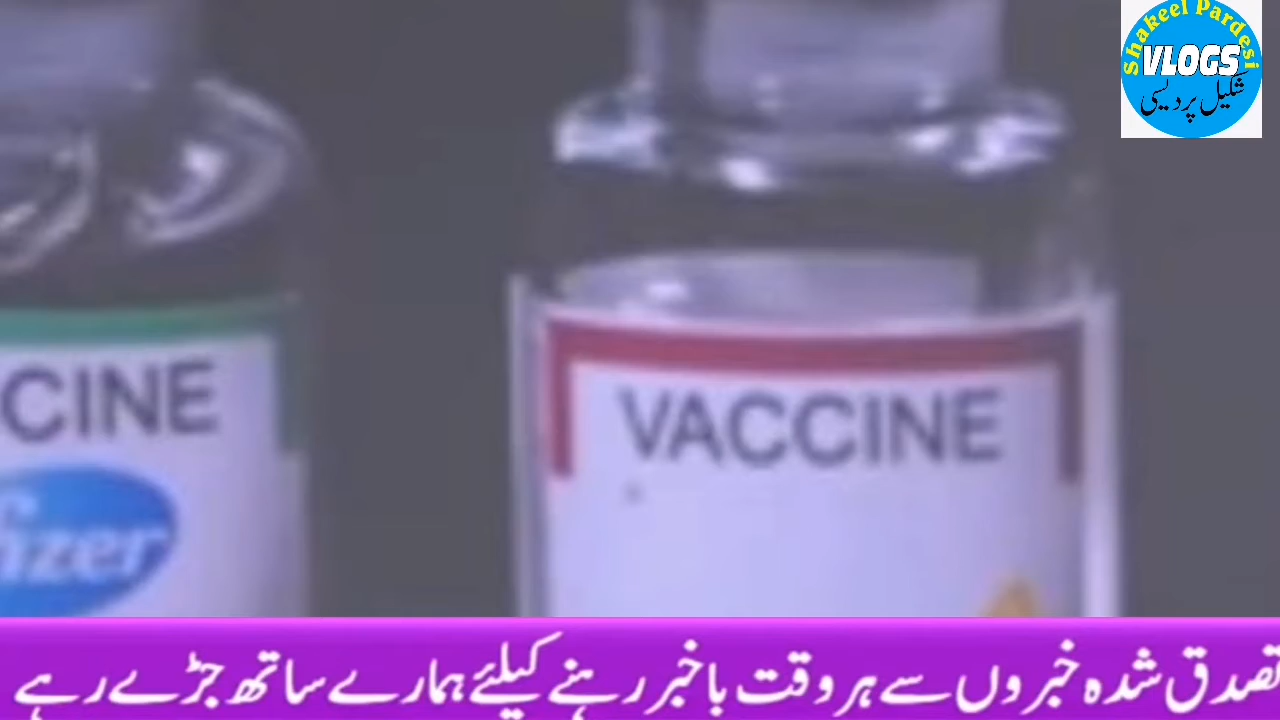 Shakeel Pardesi
VLOGS
شکیل پردیسی
CINE
VACCINE
fizer
تصدق شدہ خبروں سے ہر وقت باخبر رہنے کیلئے ہمارے ساتھ جڑے رہے